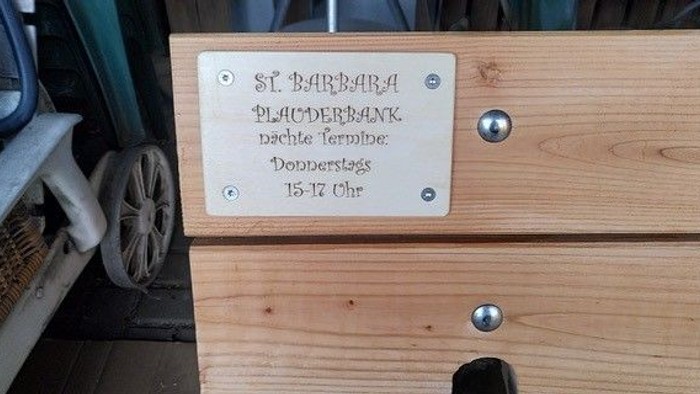 ST. BARBARA
PLAUDERBANK
nächte Termine:
Donnerstags
15-17 Uhr